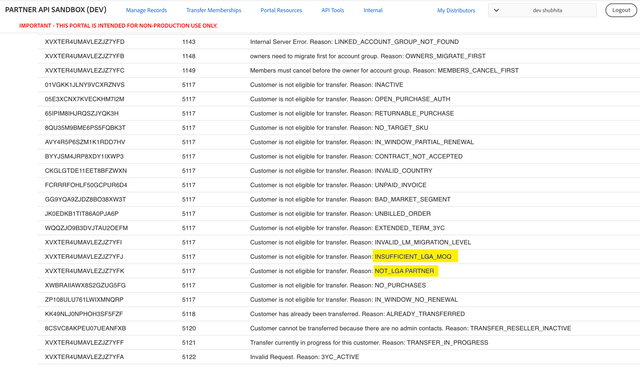 PARTNER API SANDBOX (DEV) Manage Records Transfer Memberships Portal Resources API Tools Internal My Distributors dev shubhita Logout
IMPORTANT - THIS PORTAL IS INTENDED FOR NON-PRODUCTION USE ONLY.
XVXTER4UMAVLEZJZ7YFD 1143 Internal Server Error. Reason: LINKED_ACCOUNT_GROUP_NOT_FOUND
XVXTER4UMAVLEZJZ7YFB 1148 owners need to migrate first for account group. Reason: OWNERS_MIGRATE_FIRST
XVXTER4UMAVLEZJZ7YFC 1149 Members must cancel before the owner for account group. Reason: MEMBERS_CANCEL_FIRST
01VGKK1JLNY9VCXRZNVS 5117 Customer is not eligible for transfer. Reason: INACTIVE
05E3XCNX7KVECKHM7I2M 5117 Customer is not eligible for transfer. Reason: OPEN_PURCHASE_AUTH
65IPIM8IHJRQSZJYQK3H 5117 Customer is not eligible for transfer. Reason: RETURNABLE_PURCHASE
8QU35M9BME6PS5FQBK3T 5117 Customer is not eligible for transfer. Reason: NO_TARGET_SKU
AVY4R5P6SZM1K1RDD7HV 5117 Customer is not eligible for transfer. Reason: IN_WINDOW_PARTIAL_RENEWAL
BYYJSM4JRP8XDY1IXWP3 5117 Customer is not eligible for transfer. Reason: CONTRACT_NOT_ACCEPTED
CKGLGTDE11EET8BFZWXN 5117 Customer is not eligible for transfer. Reason: INVALID_COUNTRY
FCRRRFOHLF50GCPUR6D4 5117 Customer is not eligible for transfer. Reason: UNPAID_INVOICE
GG9YQA9ZJDZ8BO38XW3T 5117 Customer is not eligible for transfer. Reason: BAD_MARKET_SEGMENT
JK0EDKB1TIT86A0PJA6P 5117 Customer is not eligible for transfer. Reason: UNBILLED_ORDER
WQQZJO9B3DVJTAU2OEFM 5117 Customer is not eligible for transfer. Reason: EXTENDED_TERM_3YC
XVXTER4UMAVLEZJZ7YFI 5117 Customer is not eligible for transfer. Reason: INVALID_LM_MIGRATION_LEVEL
XVXTER4UMAVLEZJZ7YFJ 5117 Customer is not eligible for transfer. Reason: INSUFFICIENT_LGA_MOQ
XVXTER4UMAVLEZJZ7YFK 5117 Customer is not eligible for transfer. Reason: NOT_LGA PARTNER
XWBRAIIAWX8S2GZUG5FG 5117 Customer is not eligible for transfer. Reason: NO_PURCHASES
ZP108ULU761LWIXMNQRP 5117 Customer is not eligible for transfer. Reason: IN_WINDOW_NO_RENEWAL
KK49NLJ0NPHOH3SF5FZF 5118 Customer has already been transferred. Reason: ALREADY_TRANSFERRED
8CSVC8AKPEU07UEANFXB 5120 Customer cannot be transferred because there are no admin contacts. Reason: TRANSFER_RESELLER_INACTIVE
XVXTER4UMAVLEZJZ7YFF 5121 Transfer currently in progress for this customer. Reason: TRANSFER_IN_PROGRESS
XVXTER4UMAVLEZJZ7YFA 5122 Invalid Request. Reason: 3YC_ACTIVE